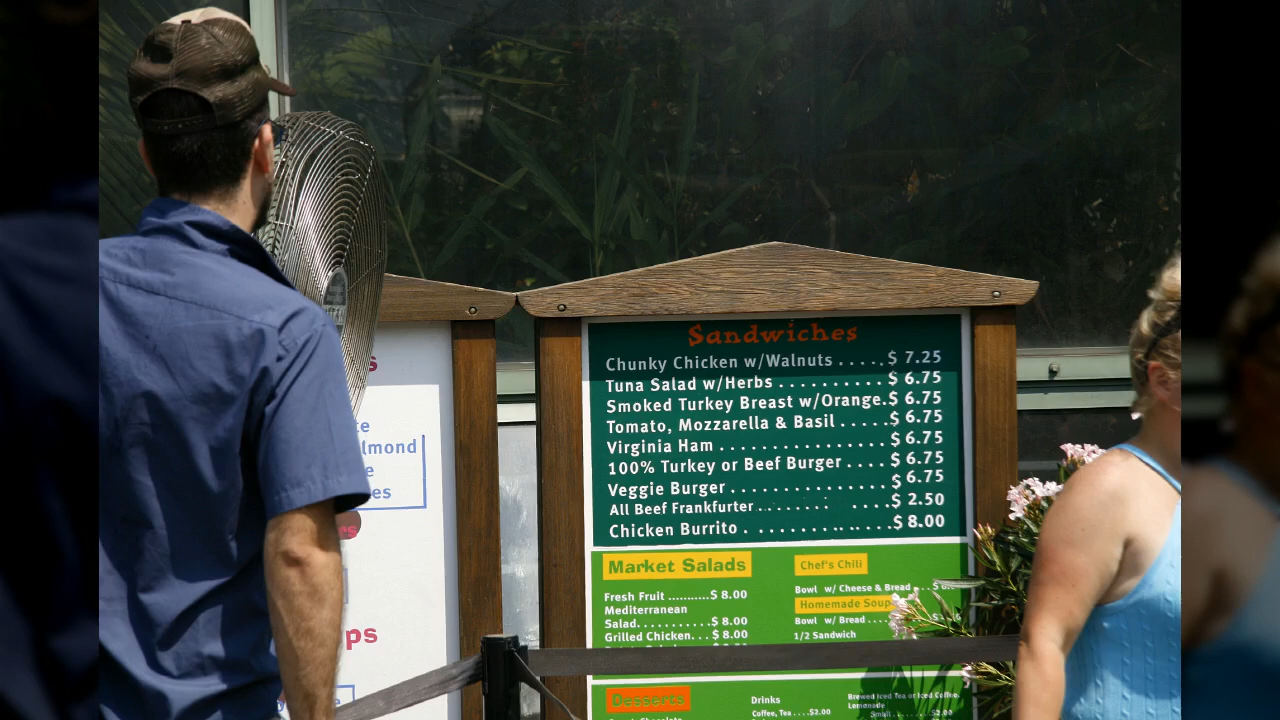 Sandwiches
Chunky Chicken w/Walnuts . . . . . $ 7.25
Tuna Salad w/Herbs . . . . . . . . . . $ 6.75
Smoked Turkey Breast w/Orange. $ 6.75
Tomato, Mozzarella & Basil . . . . . $ 6.75
Virginia Ham . . . . . . . . . . . . . . . . $ 6.75
100% Turkey or Beef Burger . . . . $ 6.75
Veggie Burger . . . . . . . . . . . . . . . $ 6.75
All Beef Frankfurter . . . . . . . . . . . $ 2.50
Chicken Burrito . . . . . . . . . . . . . . $ 8.00
Market Salads
Fresh Fruit ..........$ 8.00
Mediterranean
Salad. . . . . . . . . . .$ 8.00
Grilled Chicken. . . $ 8.00
Chef's Chili
Bowl w/ Cheese & Bread . . . $
Homemade Soup
Bowl w/ Bread . . . .
1/2 Sandwich
Desserts
Chocolate
Drinks
Coffee, Tea . . . .$2.00
Brewed Iced Tea or Iced Coffee,
Lemonade
Small . . . . . . . . . .$2.00
lmond
es
ps